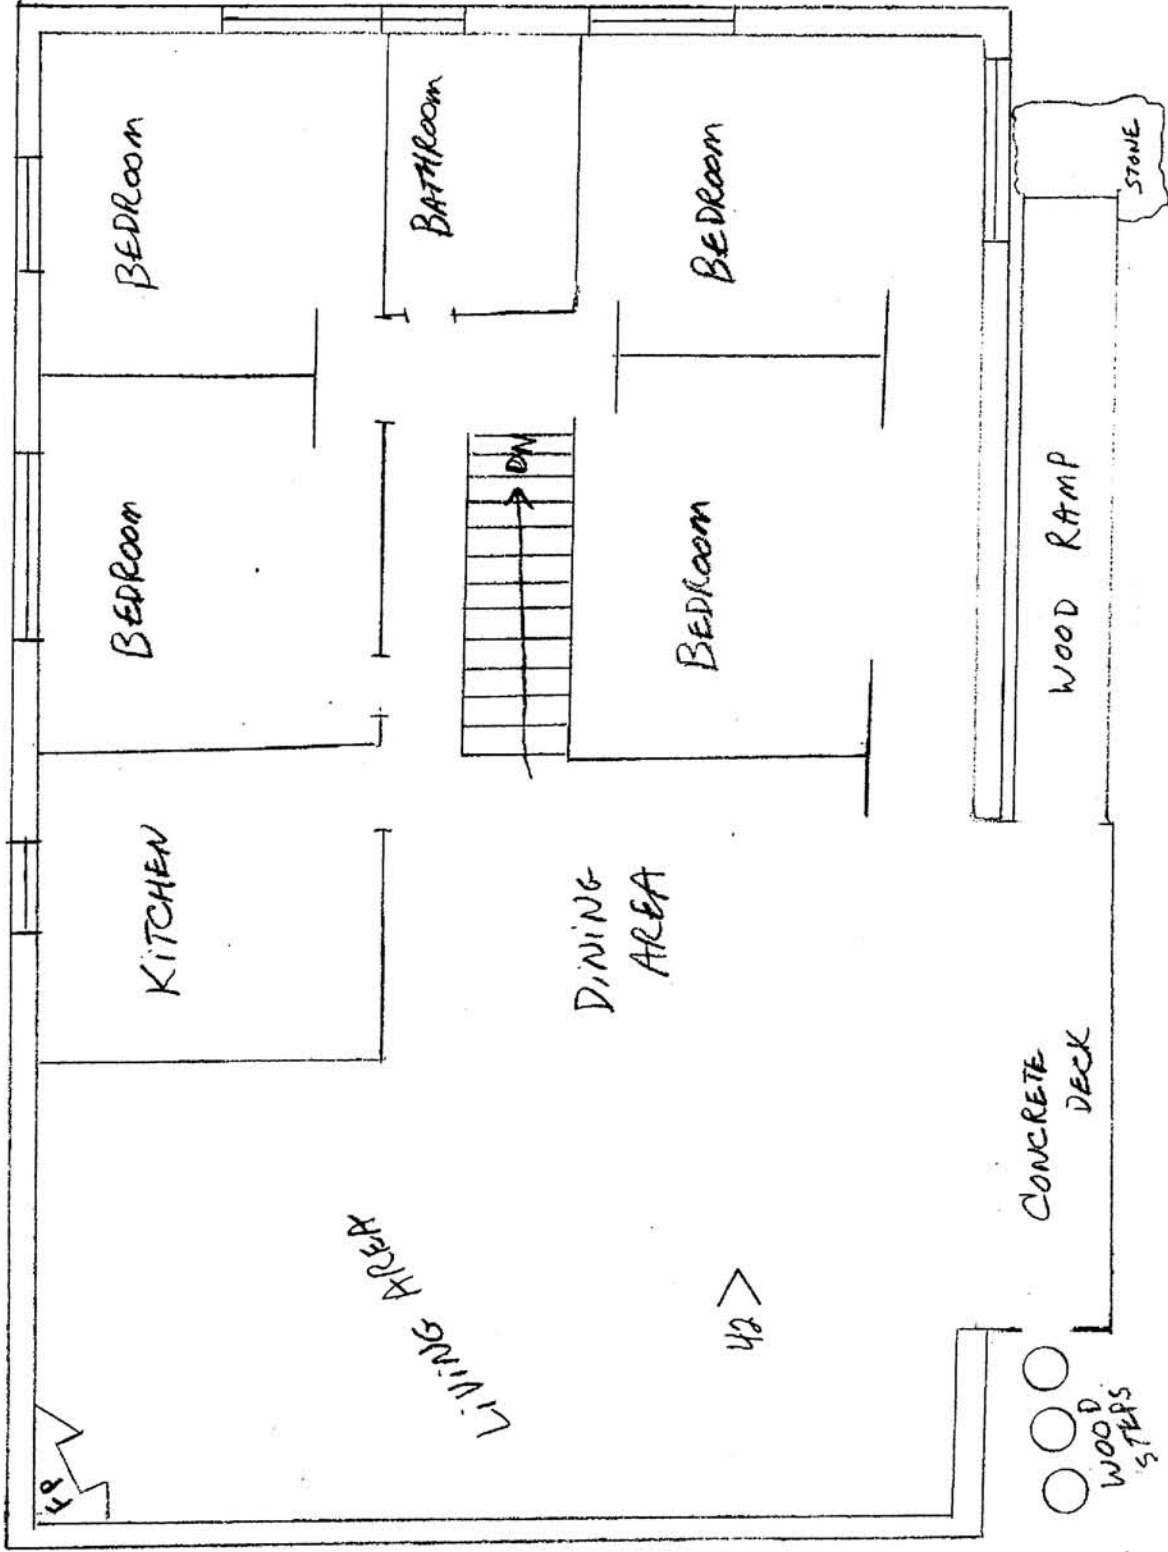 BEDROOM
BATHROOM
BEDROOM
STONE
BEDROOM
DN
BEDROOM
WOOD RAMP
KITCHEN
DINING
AREA
LIVING AREA
42 >
CONCRETE
DECK
FP
WOOD
STEPS